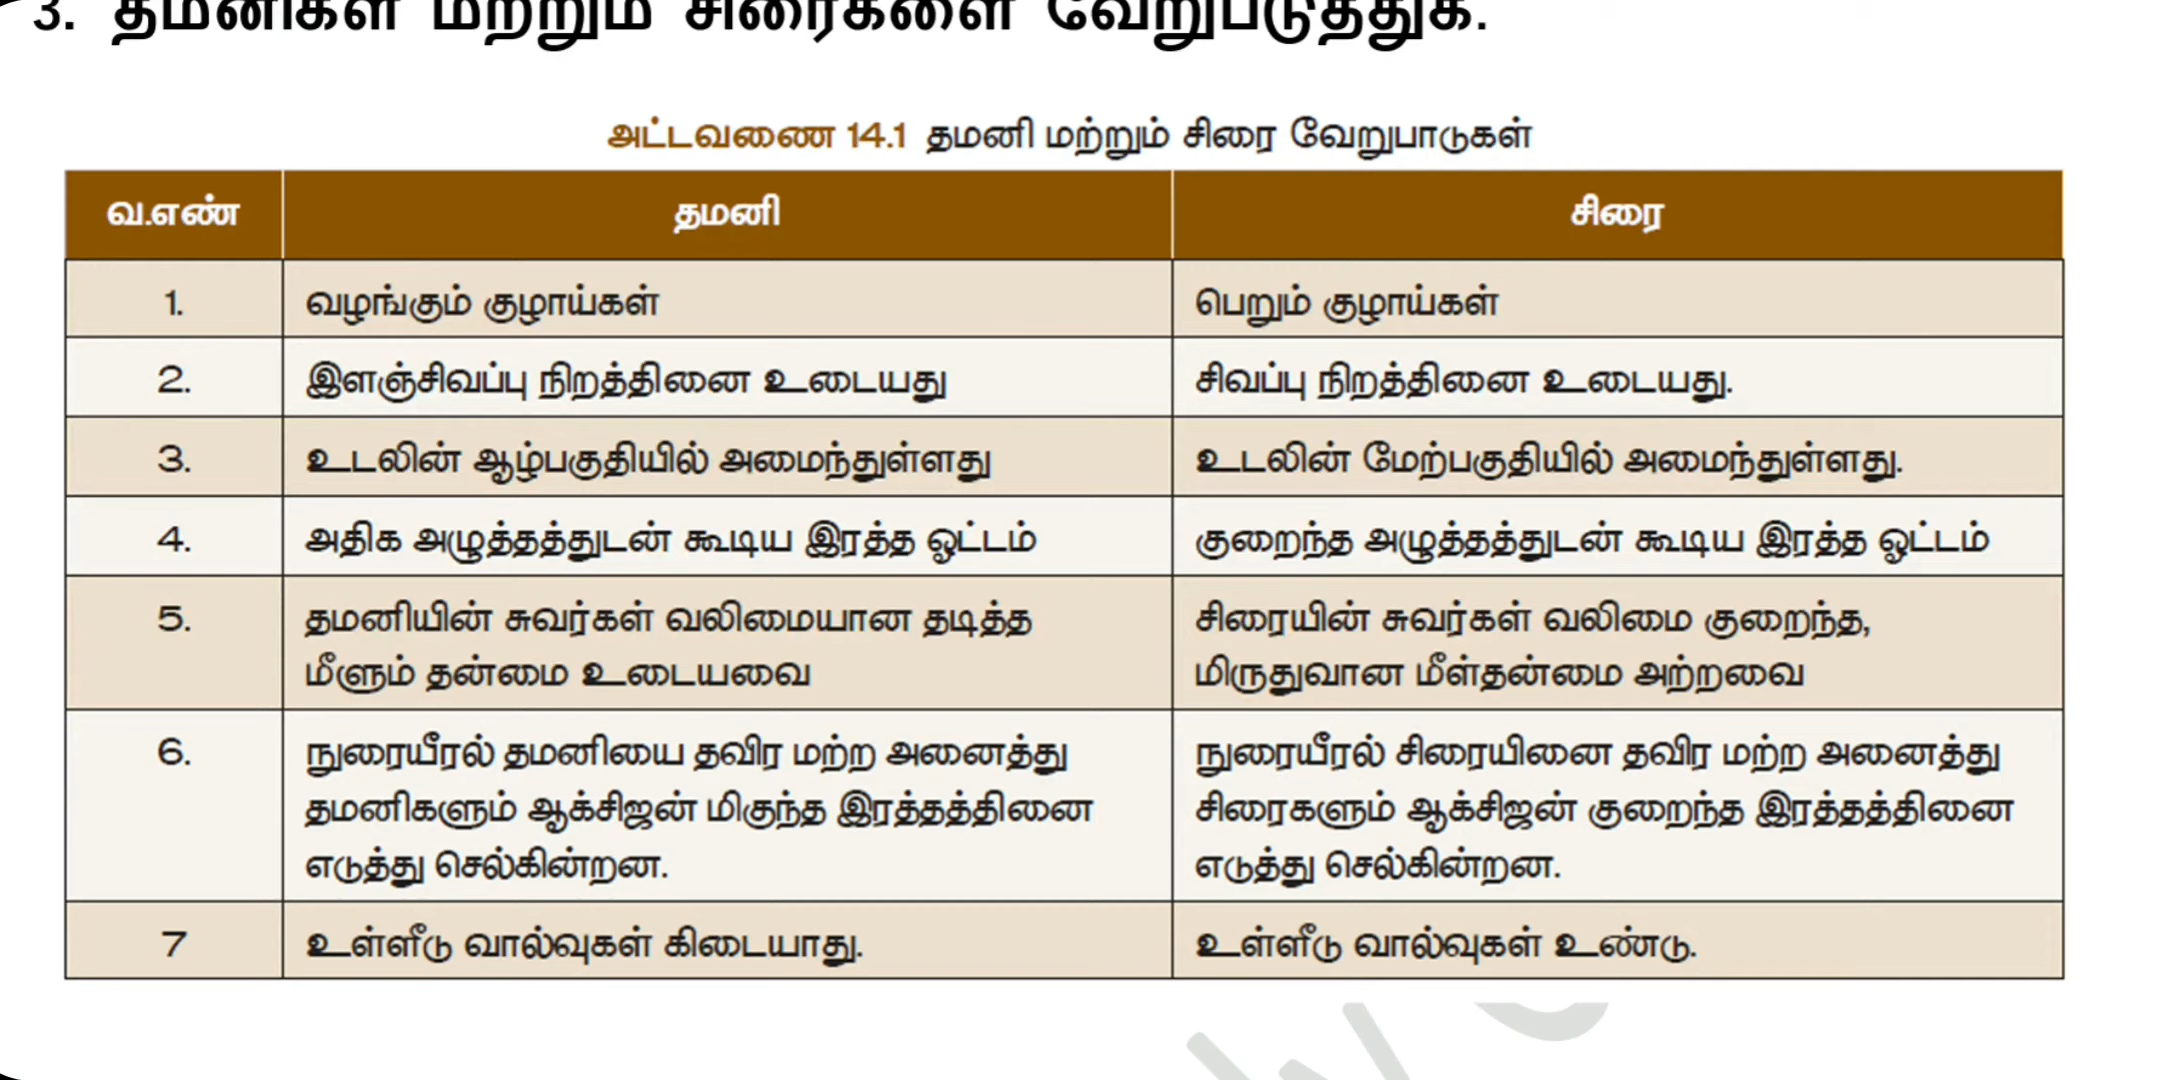 3. தமனிகள் மற்றும் சிரைகளை வேறுபடுத்துக.
அட்டவணை 14.1 தமனி மற்றும் சிரை வேறுபாடுகள்
வ.எண் தமனி சிரை
1. வழங்கும் குழாய்கள் பெறும் குழாய்கள்
2. இளஞ்சிவப்பு நிறத்தினை உடையது சிவப்பு நிறத்தினை உடையது.
3. உடலின் ஆழ்பகுதியில் அமைந்துள்ளது உடலின் மேற்பகுதியில் அமைந்துள்ளது.
4. அதிக அழுத்தத்துடன் கூடிய இரத்த ஓட்டம் குறைந்த அழுத்தத்துடன் கூடிய இரத்த ஓட்டம்
5. தமனியின் சுவர்கள் வலிமையான தடித்த சிரையின் சுவர்கள் வலிமை குறைந்த,
மீளும் தன்மை உடையவை மிருதுவான மீள்தன்மை அற்றவை
6. நுரையீரல் தமனியை தவிர மற்ற அனைத்து நுரையீரல் சிரையினை தவிர மற்ற அனைத்து
தமனிகளும் ஆக்சிஜன் மிகுந்த இரத்தத்தினை சிரைகளும் ஆக்சிஜன் குறைந்த இரத்தத்தினை
எடுத்து செல்கின்றன. எடுத்து செல்கின்றன.
7 உள்ளீடு வால்வுகள் கிடையாது. உள்ளீடு வால்வுகள் உண்டு.